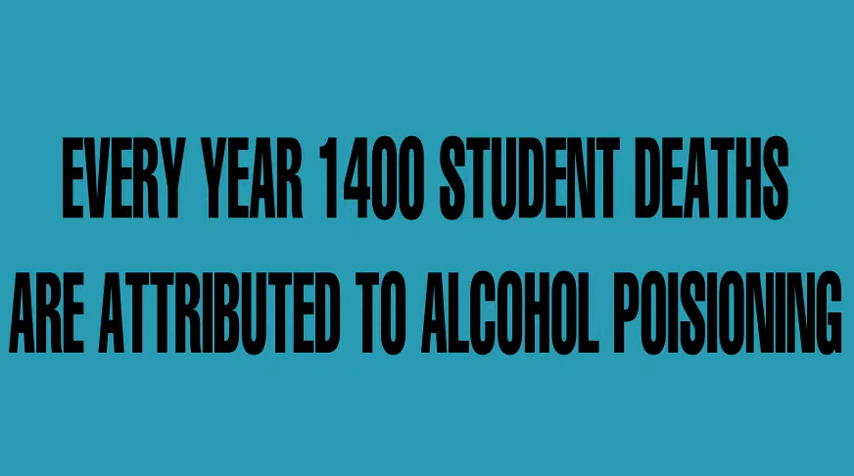 EVERY YEAR 1400 STUDENT DEATHS
ARE ATTRIBUTED TO ALCOHOL POISIONING